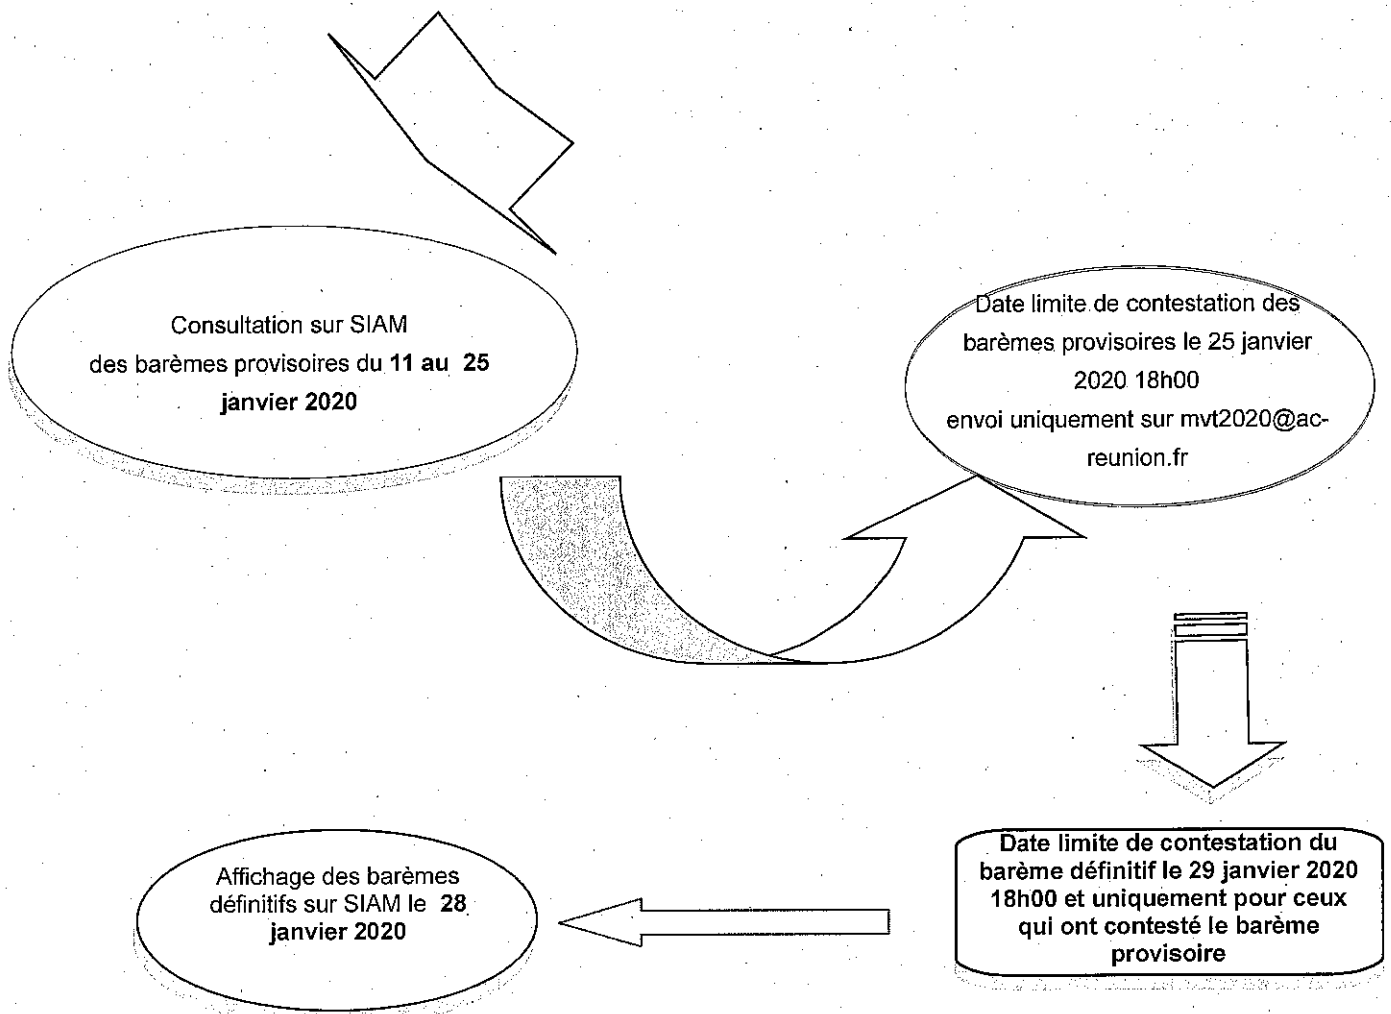 Consultation sur SIAM
des barèmes provisoires du 11 au 25
janvier 2020
Date limite de contestation des
barèmes provisoires le 25 janvier
2020 18h00
envoi uniquement sur mvt2020@ac-
reunion.fr
Date limite de contestation du
barème définitif le 29 janvier 2020
18h00 et uniquement pour ceux
qui ont contesté le barème
provisoire
Affichage des barèmes
définitifs sur SIAM le 28
janvier 2020